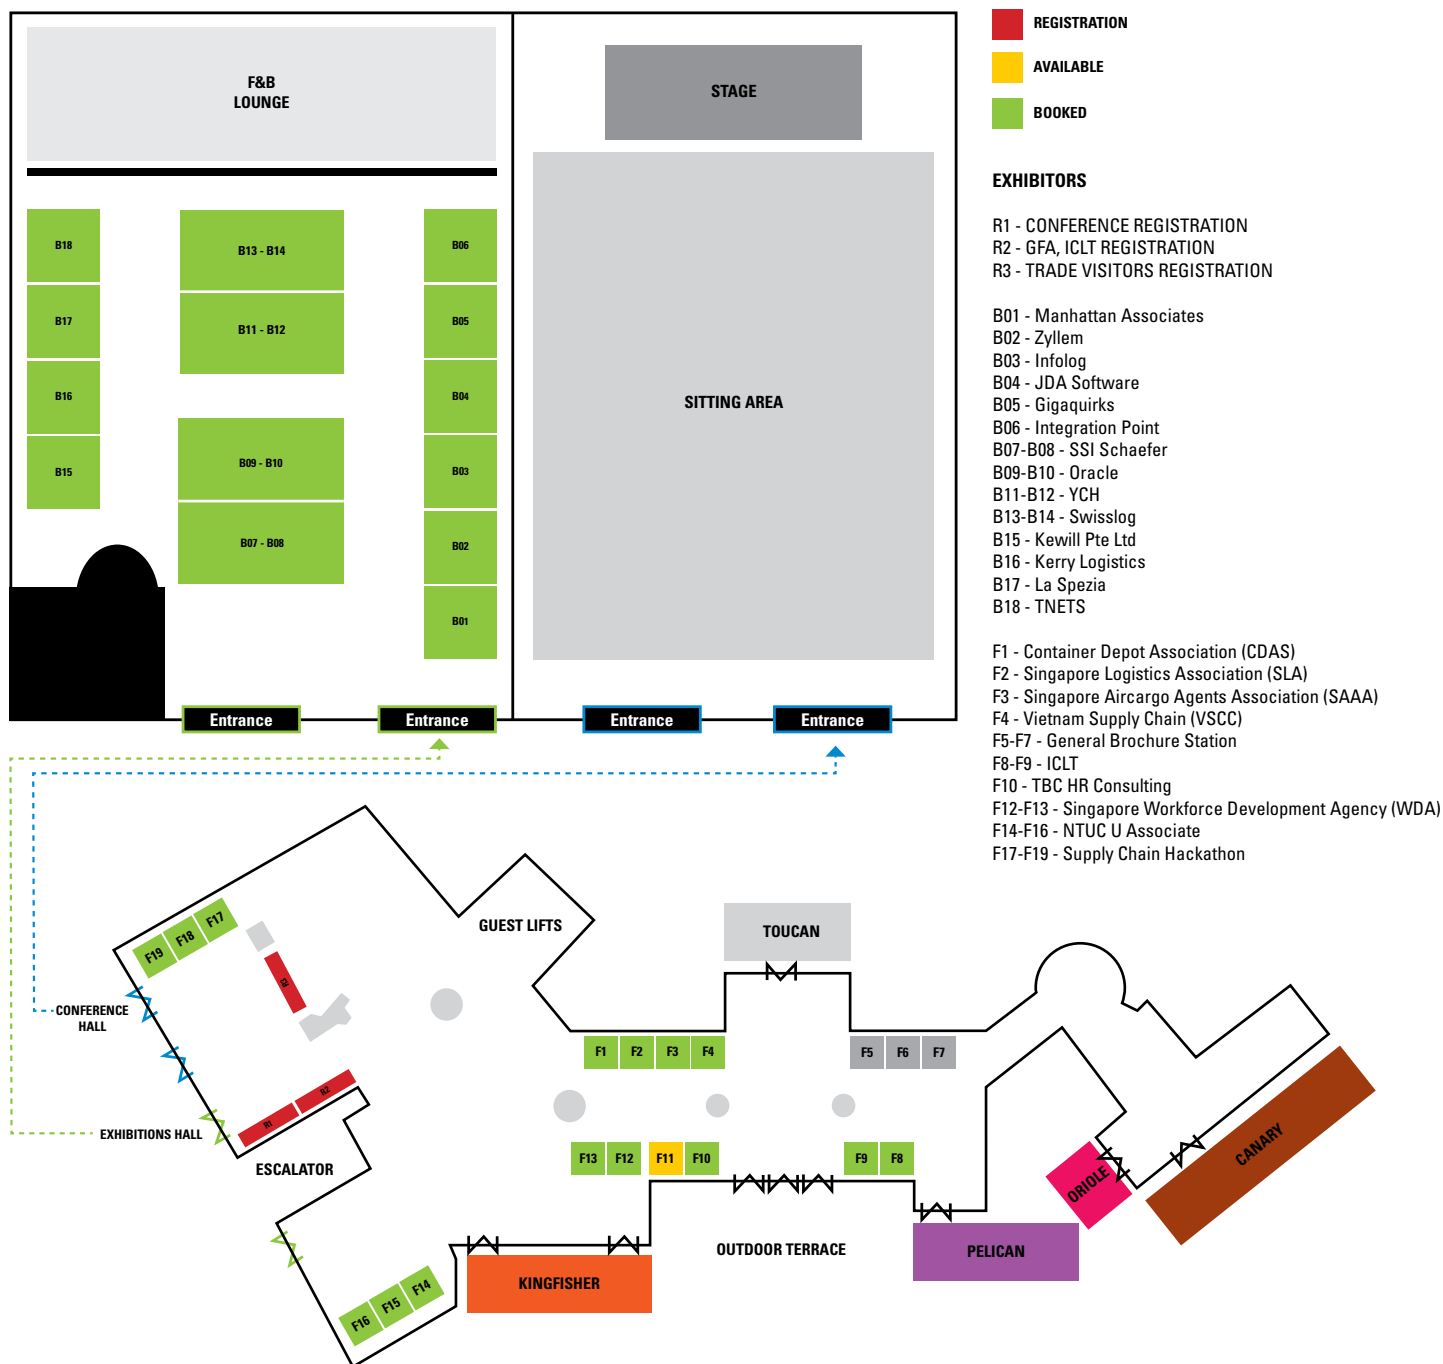 REGISTRATION
AVAILABLE
BOOKED
F&B
LOUNGE
STAGE
SITTING AREA
B18
B17
B16
B15
B13 - B14
B11 - B12
B09 - B10
B07 - B08
B06
B05
B04
B03
B02
B01
Entrance
Entrance
Entrance
Entrance
EXHIBITORS
R1 - CONFERENCE REGISTRATION
R2 - GFA, ICLT REGISTRATION
R3 - TRADE VISITORS REGISTRATION
B01 - Manhattan Associates
B02 - Zyllem
B03 - Infolog
B04 - JDA Software
B05 - Gigaquirks
B06 - Integration Point
B07-B08 - SSI Schaefer
B09-B10 - Oracle
B11-B12 - YCH
B13-B14 - Swisslog
B15 - Kewill Pte Ltd
B16 - Kerry Logistics
B17 - La Spezia
B18 - TNETS
F1 - Container Depot Association (CDAS)
F2 - Singapore Logistics Association (SLA)
F3 - Singapore Aircargo Agents Association (SAAA)
F4 - Vietnam Supply Chain (VSCC)
F5-F7 - General Brochure Station
F8-F9 - ICLT
F10 - TBC HR Consulting
F12-F13 - Singapore Workforce Development Agency (WDA)
F14-F16 - NTUC U Associate
F17-F19 - Supply Chain Hackathon
F19
F18
F17
R3
GUEST LIFTS
TOUCAN
CONFERENCE
HALL
EXHIBITIONS HALL
R1
R2
ESCALATOR
F1
F2
F3
F4
F5
F6
F7
F13
F12
F11
F10
F9
F8
F16
F15
F14
KINGFISHER
OUTDOOR TERRACE
PELICAN
ORIOLE
CANARY